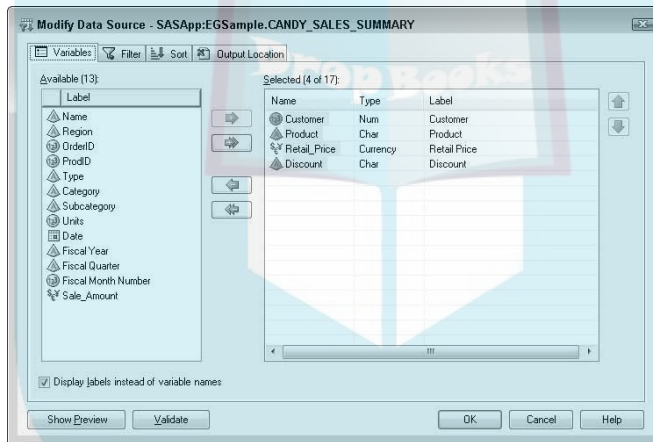 Modify Data Source - SASApp:EGSample.CANDY_SALES_SUMMARY
Variables Filter Sort Output Location
Available (13):
Label
Name
Region
OrderID
ProdID
Type
Category
Subcategory
Units
Date
Fiscal Year
Fiscal Quarter
Fiscal Month Number
Sale_Amount
Selected (4 of 17):
Name Type Label
Customer Num Customer
Product Char Product
Retail_Price Currency Retail Price
Discount Char Discount
Drop Books
Display labels instead of variable names
Show Preview Validate OK Cancel Help